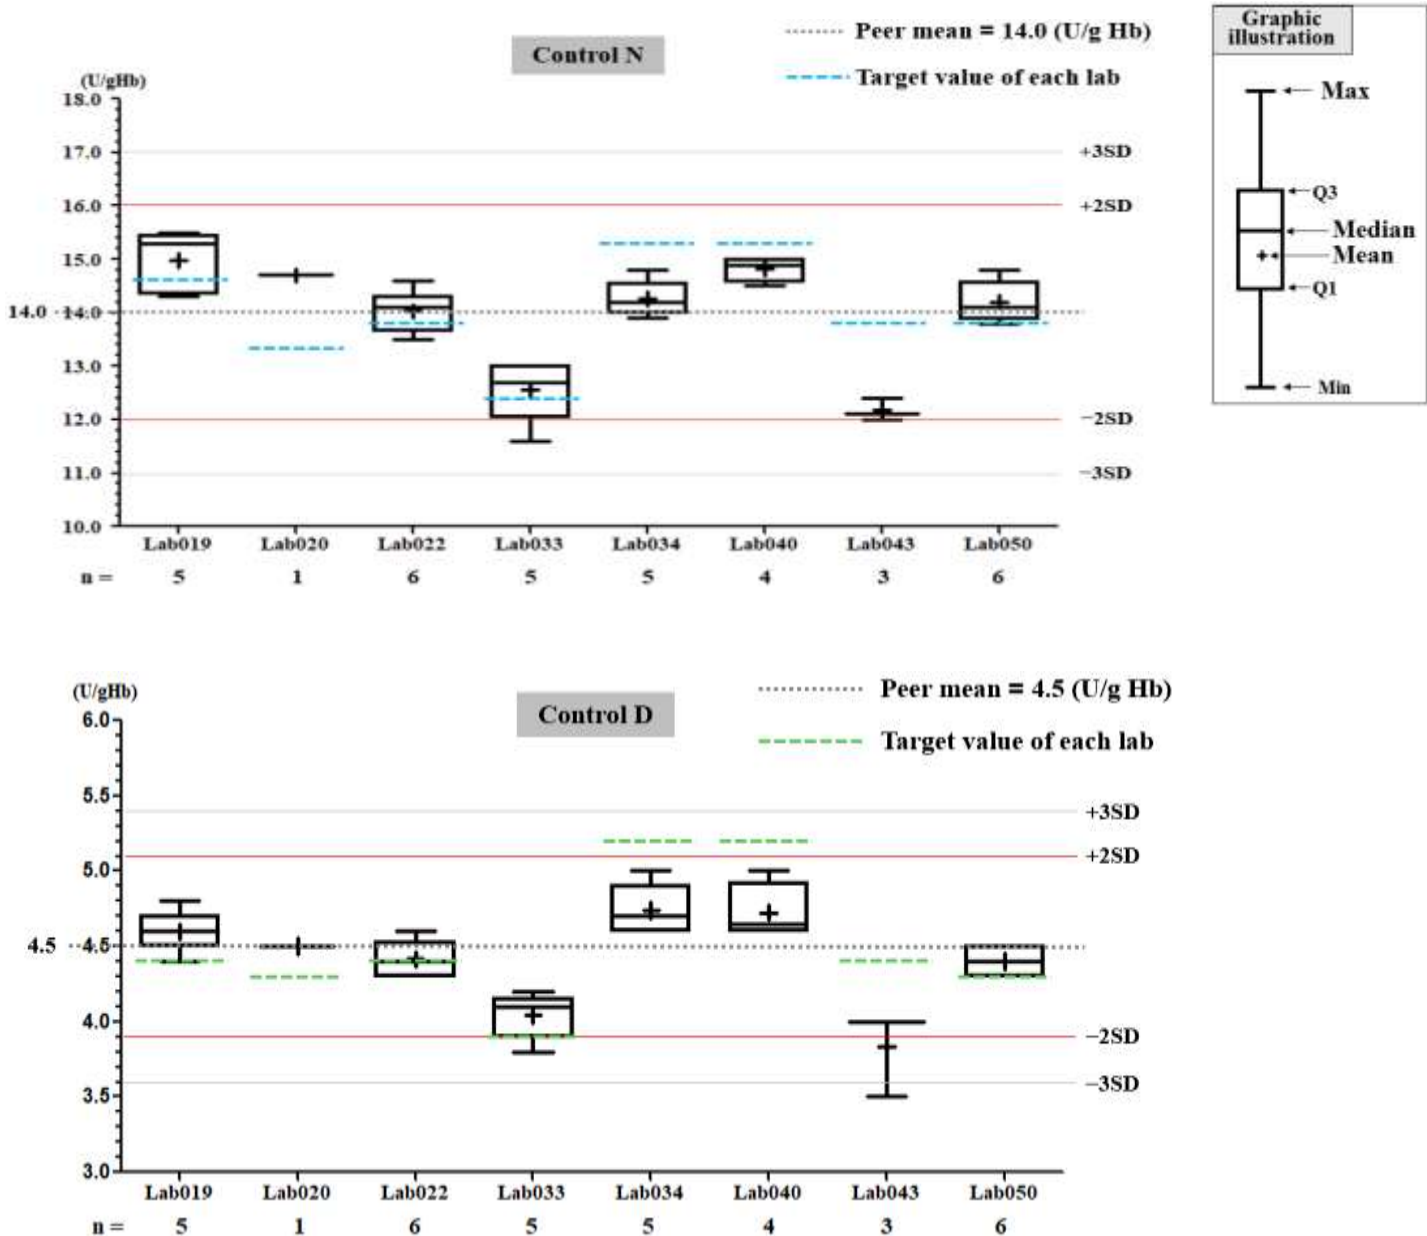 Control N
Peer mean = 14.0 (U/g Hb)
Target value of each lab
(U/gHb)
18.0
17.0
+3SD
16.0
+2SD
15.0
14.0
14.0
13.0
12.0
−2SD
11.0
−3SD
10.0
Lab019 Lab020 Lab022 Lab033 Lab034 Lab040 Lab043 Lab050
n = 5 1 6 5 5 4 3 6
Graphic
illustration
Max
Q3
Median
Mean
Q1
Min
Control D
Peer mean = 4.5 (U/g Hb)
Target value of each lab
(U/gHb)
6.0
5.5
+3SD
+2SD
5.0
4.5
4.5
4.0
−2SD
−3SD
3.5
3.0
Lab019 Lab020 Lab022 Lab033 Lab034 Lab040 Lab043 Lab050
n = 5 1 6 5 5 4 3 6